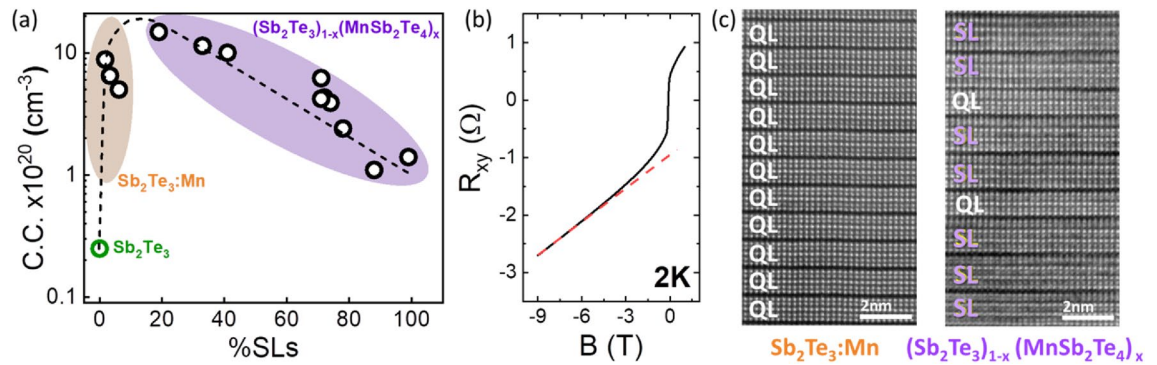 (a)
C.C. x10²⁰ (cm⁻³)
10
1
0.1
(Sb₂Te₃)₁₋ₓ(MnSb₂Te₄)ₓ
Sb₂Te₃:Mn
Sb₂Te₃
0 20 40 60 80 100
%SLs
(b)
Rxy (Ω)
1
0
-1
-2
-3
2K
-9 -6 -3 0
B (T)
(c)
QL
QL
QL
QL
QL
QL
QL
QL
QL
QL
QL
2nm
Sb₂Te₃:Mn
SL
SL
QL
SL
SL
QL
SL
SL
SL
2nm
(Sb₂Te₃)₁₋ₓ (MnSb₂Te₄)ₓ